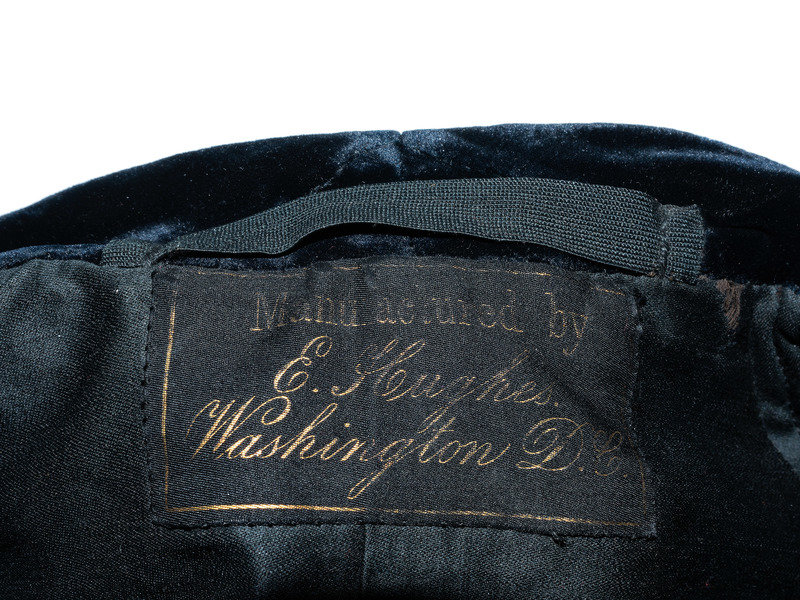 Manufactured by
E. Hughes.
Washington D.C.